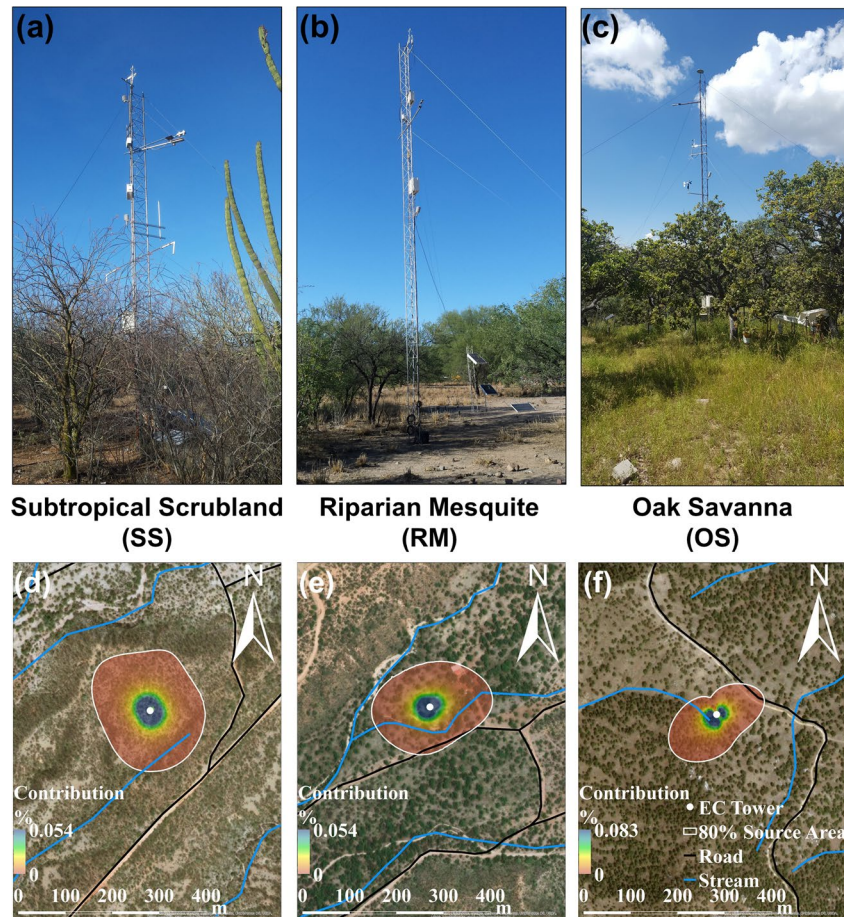 (a)
(b)
(c)
Subtropical Scrubland
(SS)
Riparian Mesquite
(RM)
Oak Savanna
(OS)
(d)
N
Contribution
%
0.054
0
0 100 200 300 400
m
(e)
N
Contribution
%
0.054
0
0 100 200 300 400
m
(f)
N
Contribution
%
0.083
0
EC Tower
80% Source Area
Road
Stream
0 100 200 300 400
m